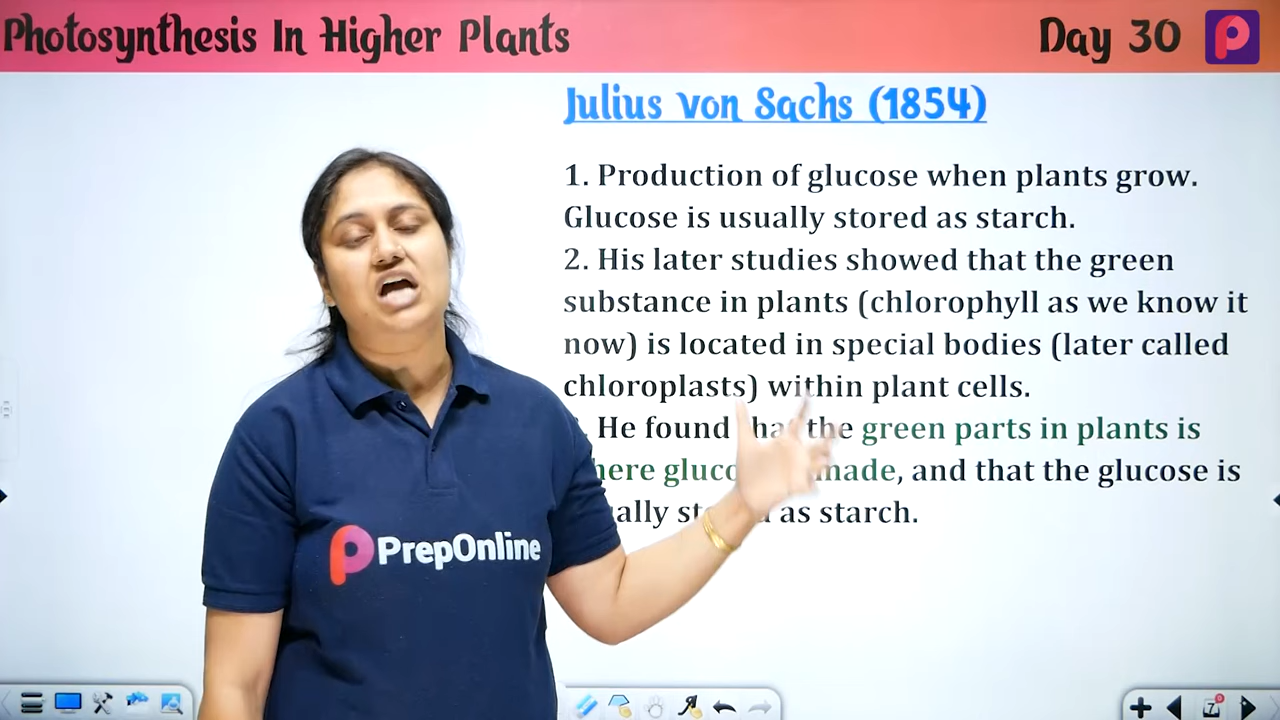 Photosynthesis In Higher Plants
Day 30
Julius von Sachs (1854)
1. Production of glucose when plants grow.
Glucose is usually stored as starch.
2. His later studies showed that the green
substance in plants (chlorophyll as we know it
now) is located in special bodies (later called
chloroplasts) within plant cells.
He found the green parts in plants is
made, and that the glucose is
as starch.
PrepOnline
7